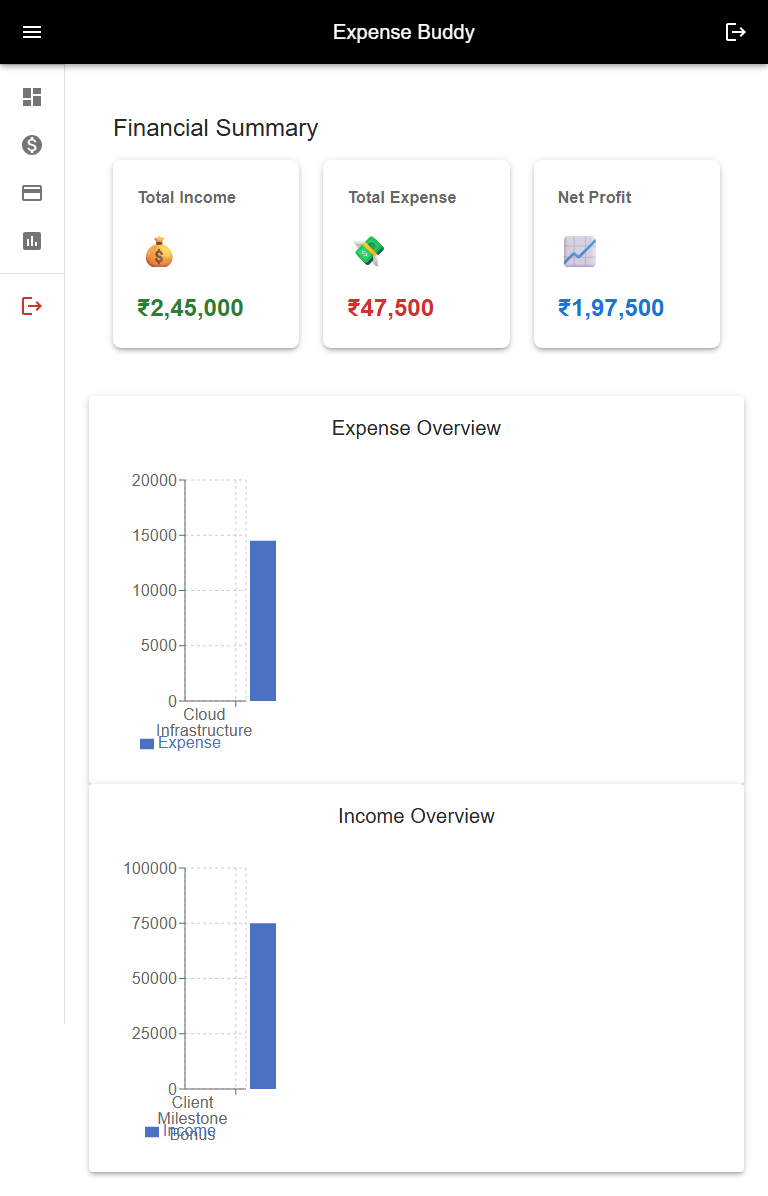 Expense Buddy
Financial Summary
Total Income
Total Expense
Net Profit
₹2,45,000
₹47,500
₹1,97,500
Expense Overview
20000
15000
10000
5000
0
Cloud
Infrastructure
Expense
Income Overview
100000
75000
50000
25000
0
Client
Milestone
Bonus
Income